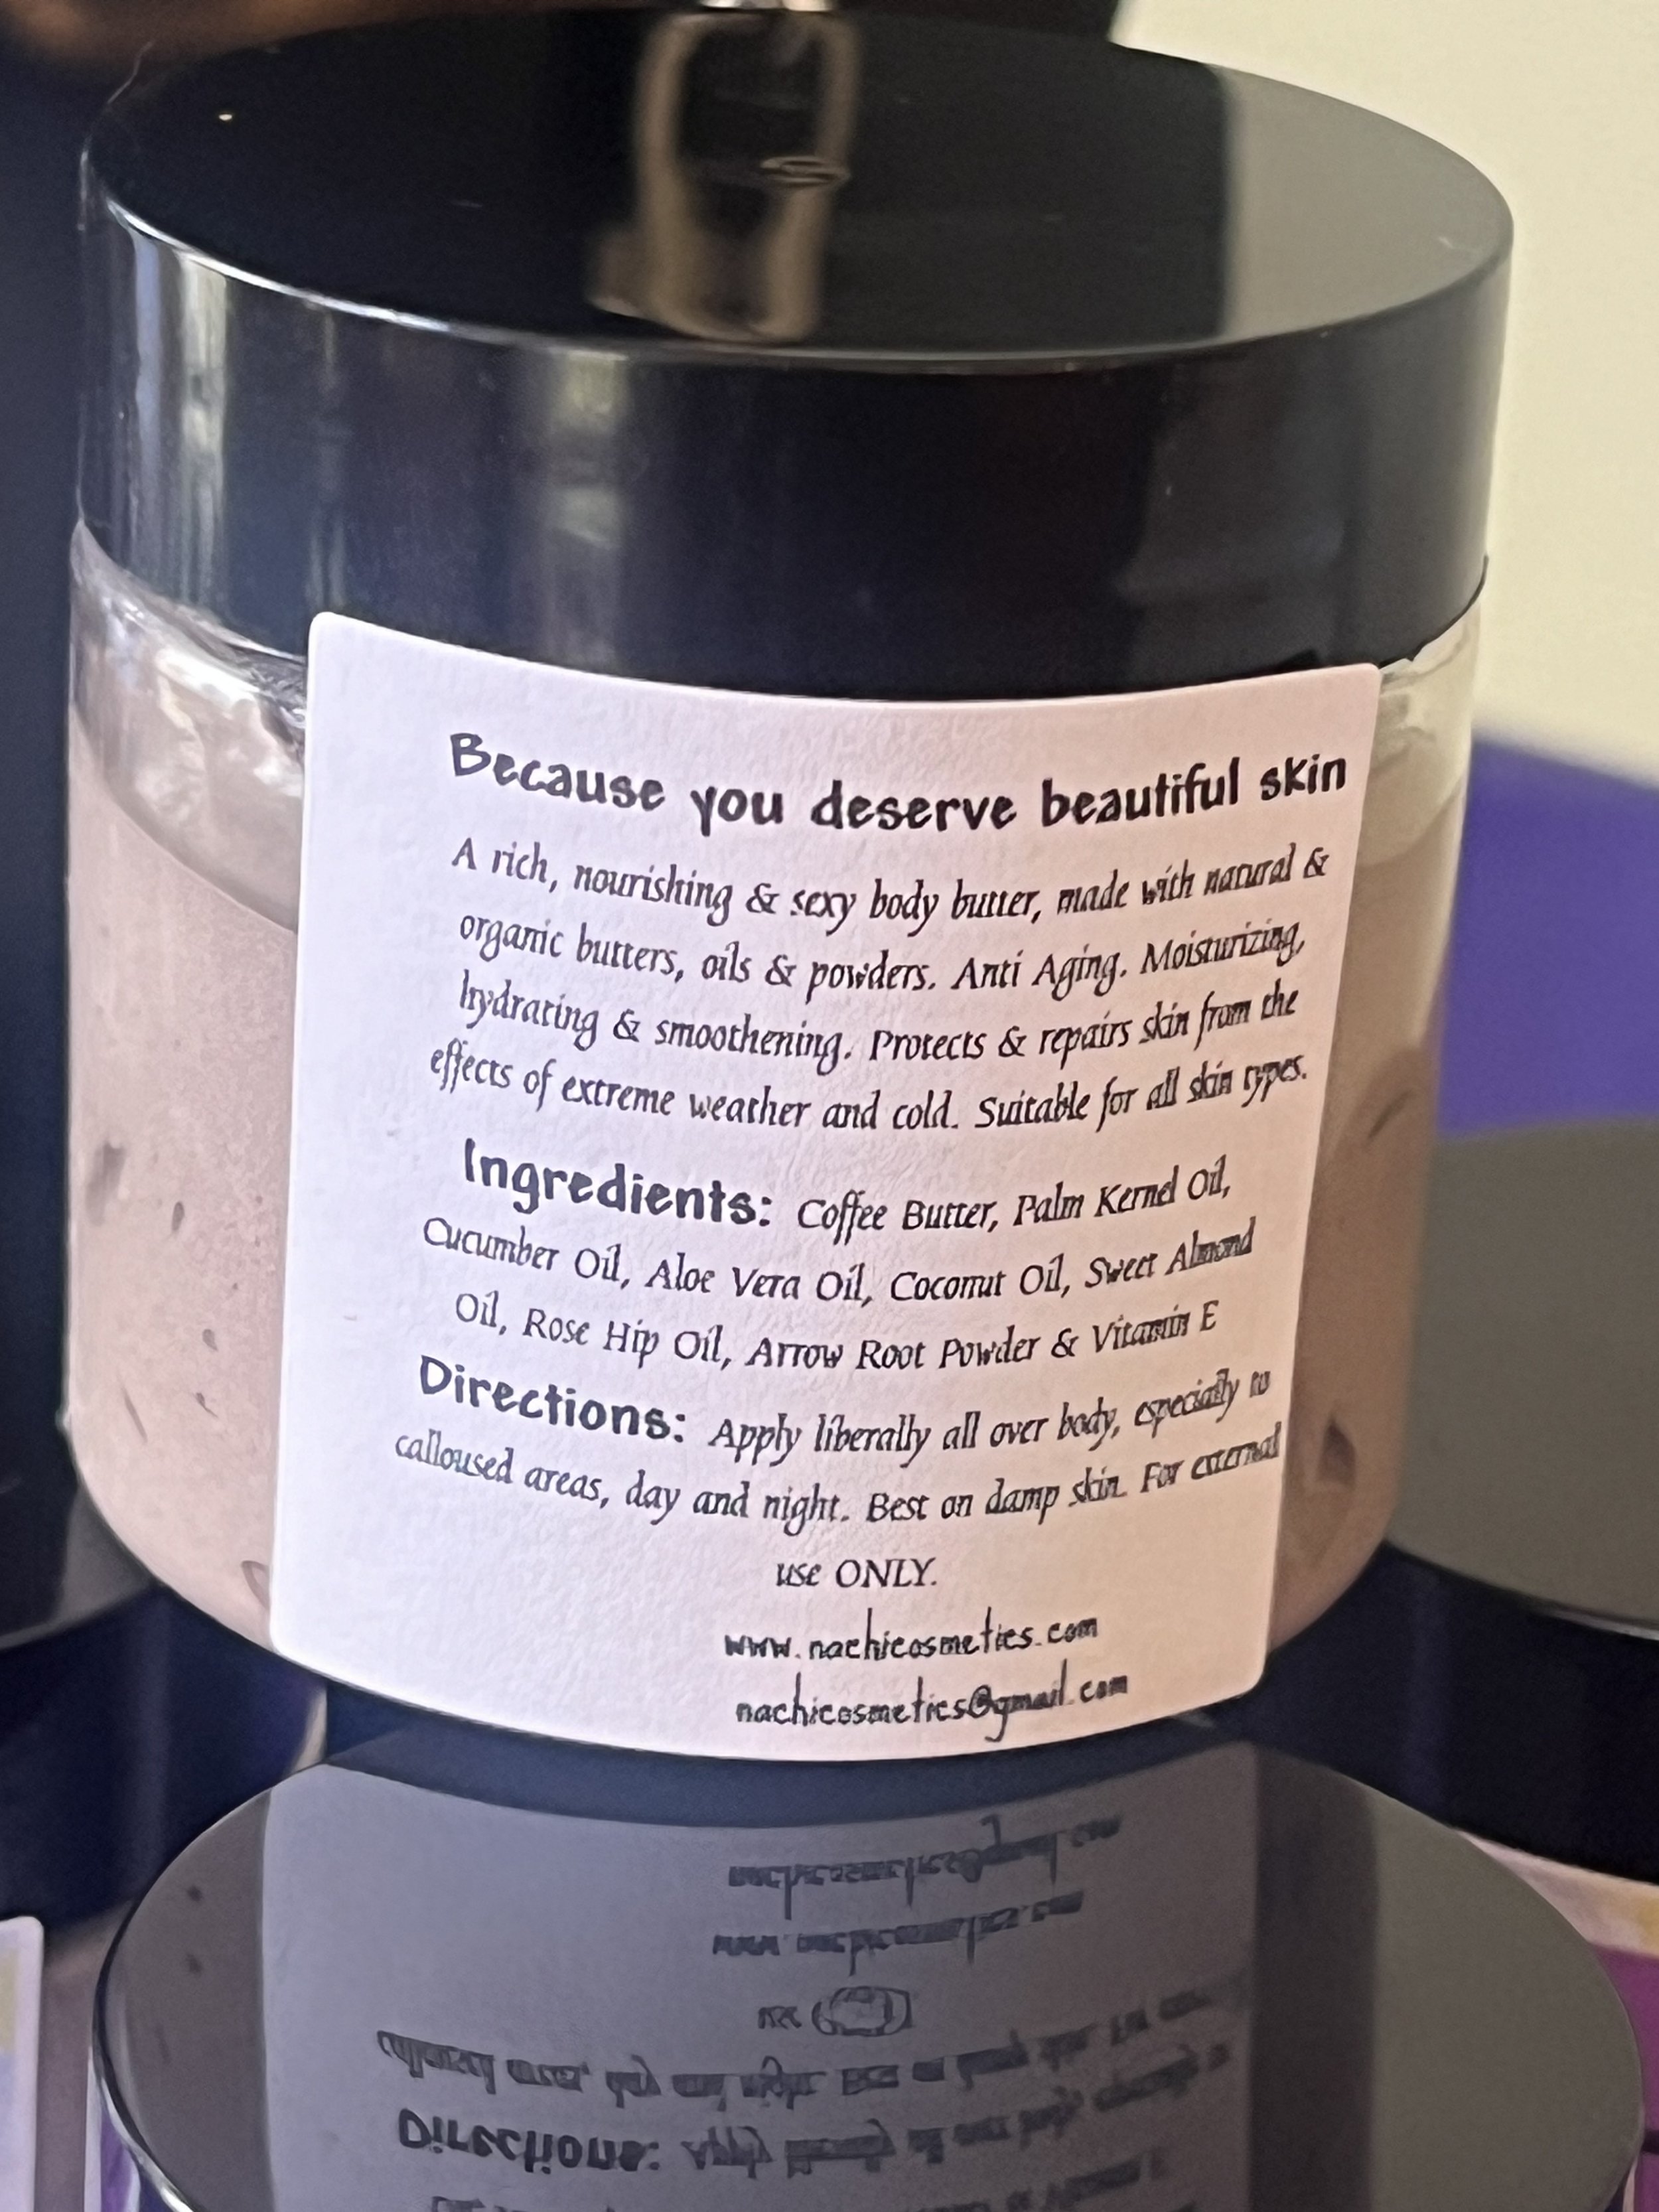 Because you deserve beautiful skin
A rich, nourishing & sexy body butter, made with natural &
organic butters, oils & powders. Anti Aging. Moisturizing,
hydrating & smoothening. Protects & repairs skin from the
effects of extreme weather and cold. Suitable for all skin types.
Ingredients: Coffee Butter, Palm Kernel Oil,
Cucumber Oil, Aloe Vera Oil, Coconut Oil, Sweet Almond
Oil, Rose Hip Oil, Arrow Root Powder & Vitamin E
Directions: Apply liberally all over body, especially to
calloused areas, day and night. Best on damp skin. For external
use ONLY.
www.nachicosmetics.com
nachicosmetics@gmail.com